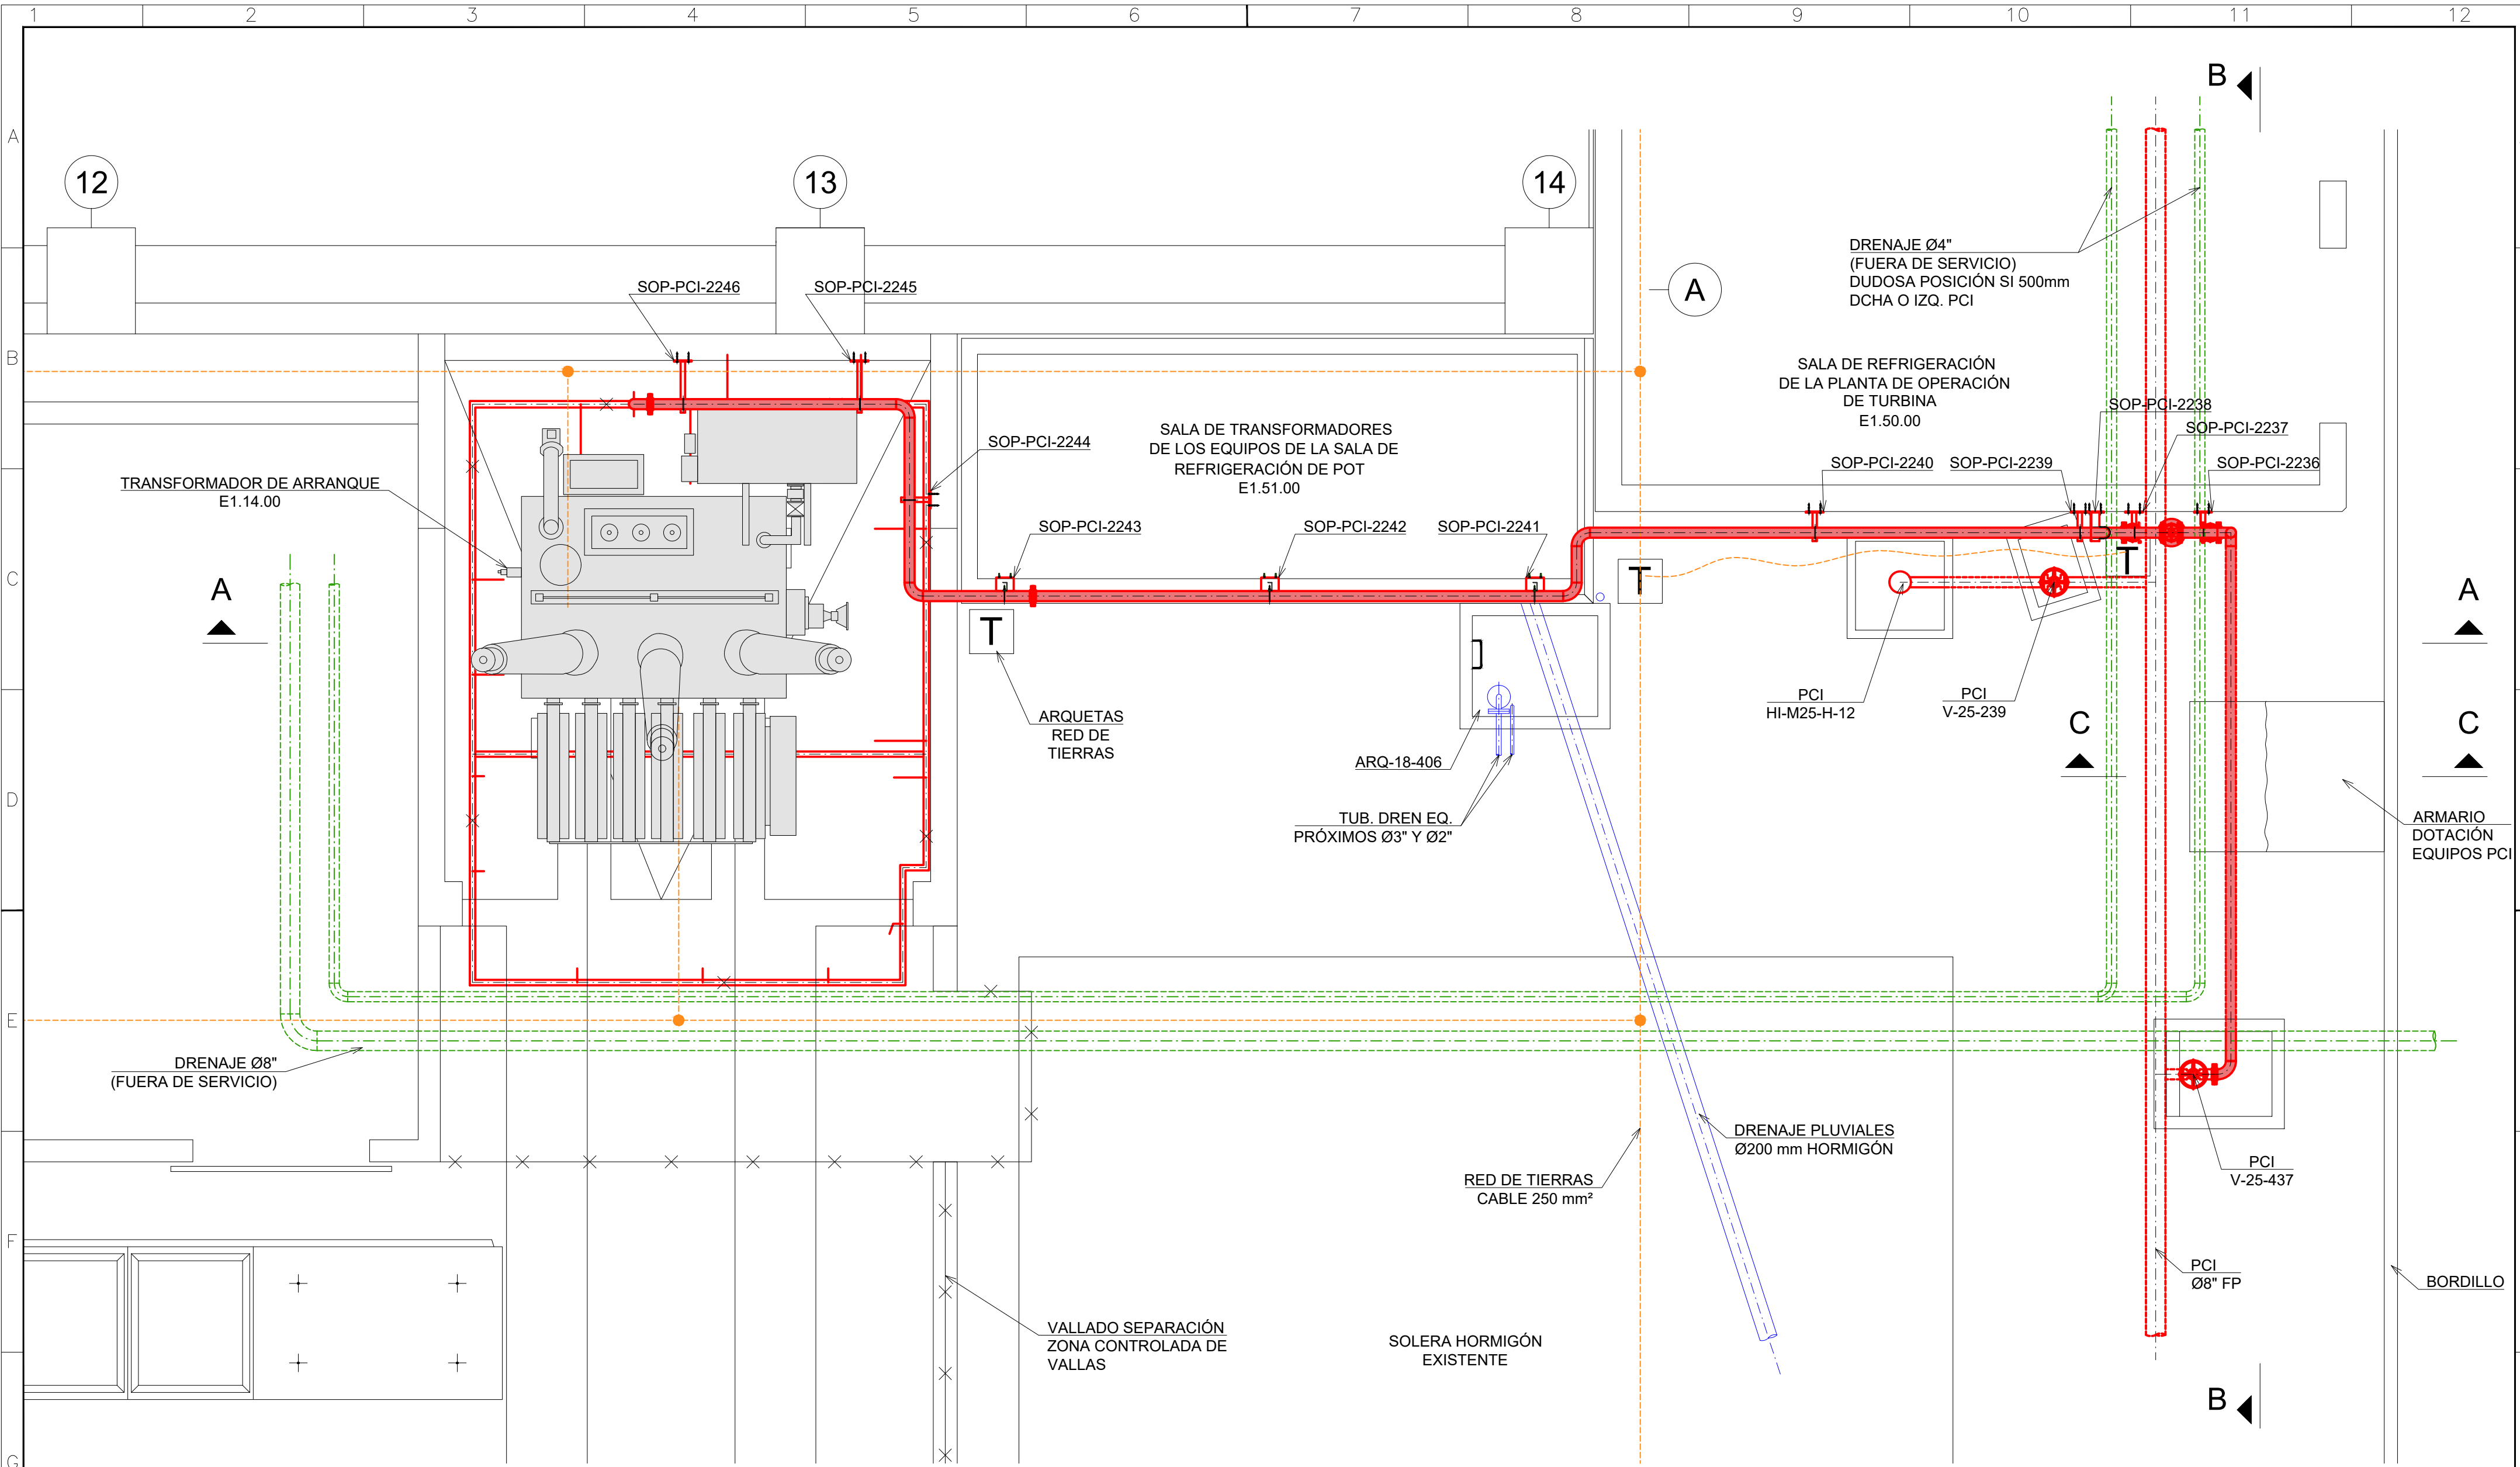 1 2 3 4 5 6 7 8 9 10 11 12
A
B
C
D
E
F
G
B
12
13
14
A
DRENAJE Ø4"
(FUERA DE SERVICIO)
DUDOSA POSICIÓN SI 500mm
DCHA O IZQ. PCI
SOP-PCI-2246
SOP-PCI-2245
SALA DE REFRIGERACIÓN
DE LA PLANTA DE OPERACIÓN
DE TURBINA
E1.50.00
SOP-PCI-2238
SOP-PCI-2237
SOP-PCI-2240
SOP-PCI-2239
SOP-PCI-2236
SALA DE TRANSFORMADORES
DE LOS EQUIPOS DE LA SALA DE
REFRIGERACIÓN DE POT
E1.51.00
SOP-PCI-2244
TRANSFORMADOR DE ARRANQUE
E1.14.00
SOP-PCI-2243
SOP-PCI-2242
SOP-PCI-2241
A
T
T
T
A
PCI
HI-M25-H-12
PCI
V-25-239
C
C
ARQUETAS
RED DE
TIERRAS
ARQ-18-406
TUB. DREN EQ.
PRÓXIMOS Ø3" Y Ø2"
ARMARIO
DOTACIÓN
EQUIPOS PCI
DRENAJE Ø8"
(FUERA DE SERVICIO)
DRENAJE PLUVIALES
Ø200 mm HORMIGÓN
RED DE TIERRAS
CABLE 250 mm²
PCI
V-25-437
PCI
Ø8" FP
BORDILLO
VALLADO SEPARACIÓN
ZONA CONTROLADA DE
VALLAS
SOLERA HORMIGÓN
EXISTENTE
B